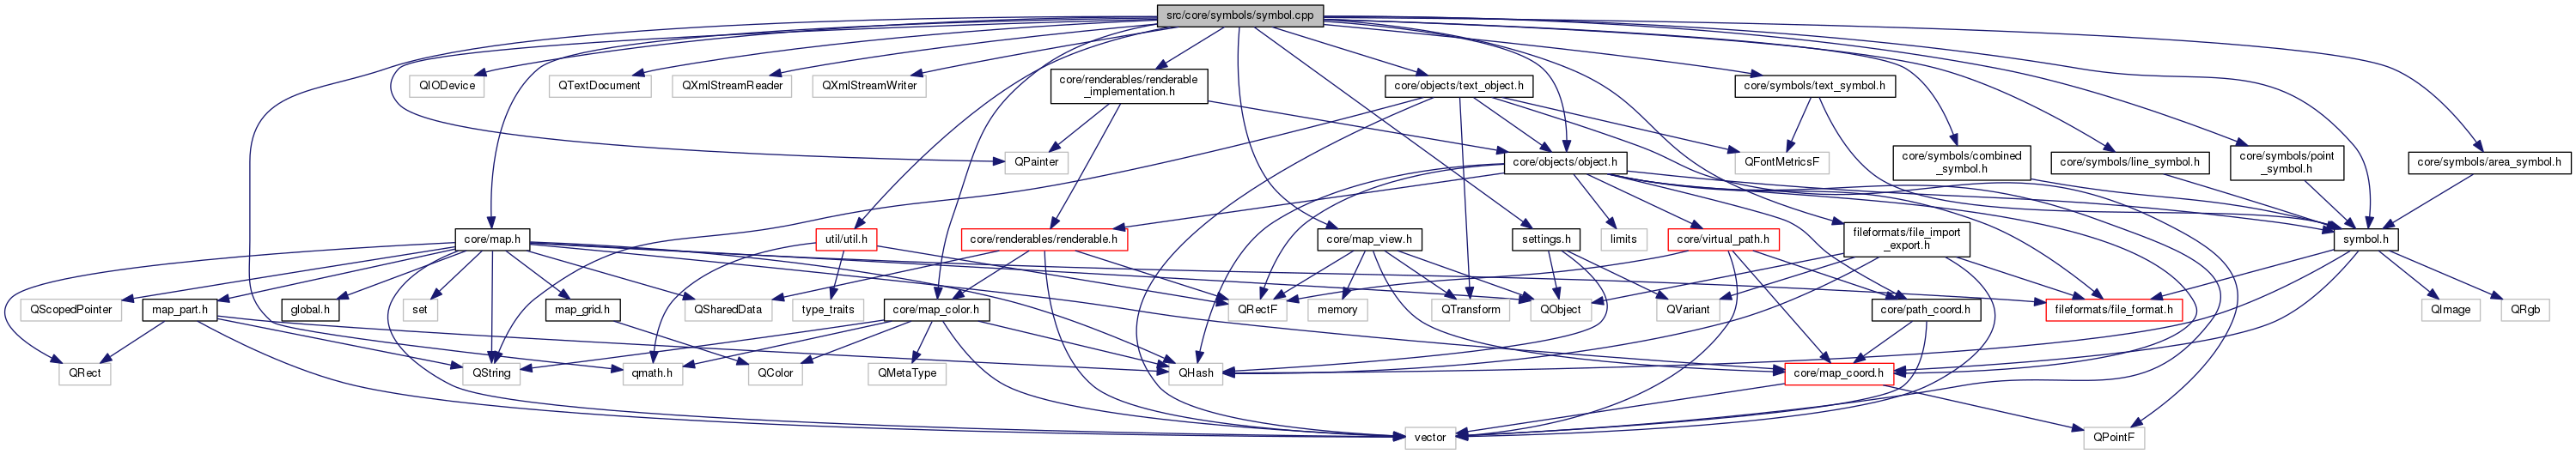 src/core/symbols/symbol.cpp
QIODevice
QTextDocument
QXmlStreamReader
QXmlStreamWriter
core/renderables/renderable
_implementation.h
core/objects/text_object.h
core/symbols/text_symbol.h
QPainter
core/objects/object.h
QFontMetricsF
core/symbols/combined
_symbol.h
core/symbols/line_symbol.h
core/symbols/point
_symbol.h
core/symbols/area_symbol.h
core/map.h
util/util.h
core/renderables/renderable.h
core/map_view.h
settings.h
limits
core/virtual_path.h
fileformats/file_import
_export.h
symbol.h
QScopedPointer
map_part.h
global.h
set
map_grid.h
QSharedData
type_traits
core/map_color.h
QRectF
memory
QTransform
QObject
QVariant
core/path_coord.h
fileformats/file_format.h
QImage
QRgb
QRect
QString
qmath.h
QColor
QMetaType
QHash
core/map_coord.h
vector
QPointF